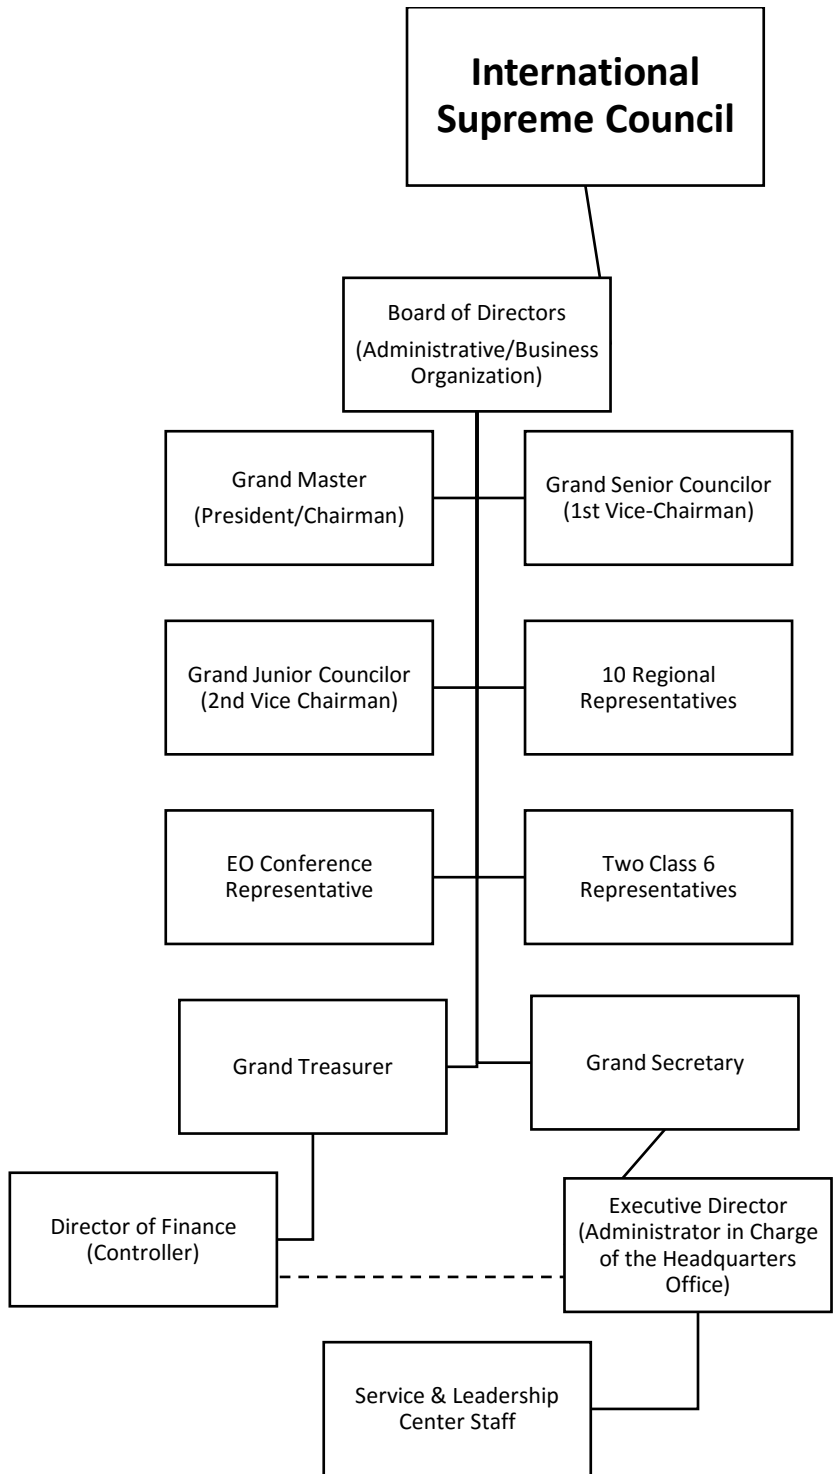 International
Supreme Council
Board of Directors
(Administrative/Business
Organization)
Grand Master
(President/Chairman)
Grand Senior Councilor
(1st Vice-Chairman)
Grand Junior Councilor
(2nd Vice Chairman)
10 Regional
Representatives
EO Conference
Representative
Two Class 6
Representatives
Grand Treasurer
Grand Secretary
Director of Finance
(Controller)
Executive Director
(Administrator in Charge
of the Headquarters
Office)
Service & Leadership
Center Staff